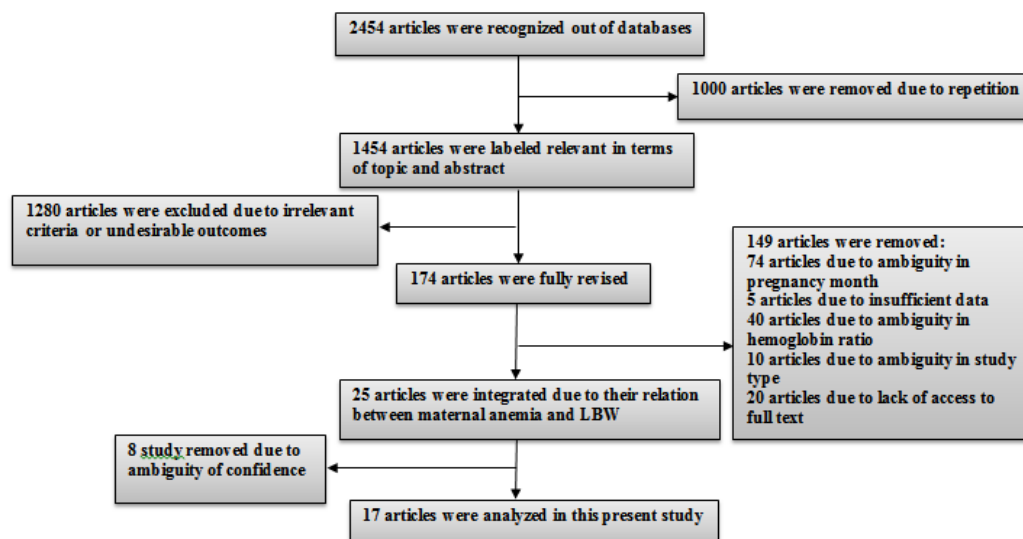 2454 articles were recognized out of databases
1000 articles were removed due to repetition
1454 articles were labeled relevant in terms
of topic and abstract
1280 articles were excluded due to irrelevant
criteria or undesirable outcomes
174 articles were fully revised
149 articles were removed:
74 articles due to ambiguity in
pregnancy month
5 articles due to insufficient data
40 articles due to ambiguity in
hemoglobin ratio
10 articles due to ambiguity in study
type
20 articles due to lack of access to
full text
25 articles were integrated due to their relation
between maternal anemia and LBW
8 study removed due to
ambiguity of confidence
17 articles were analyzed in this present study